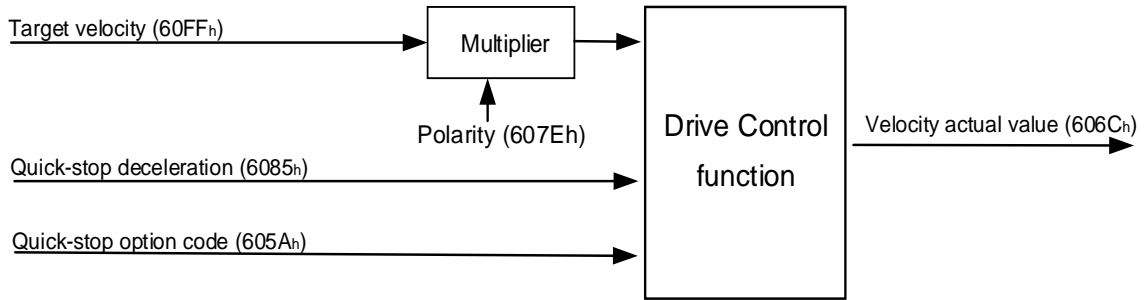 Target velocity (60FFh)
Multiplier
Polarity (607Eh)
Drive Control
function
Velocity actual value (606Ch)
Quick-stop deceleration (6085h)
Quick-stop option code (605Ah)